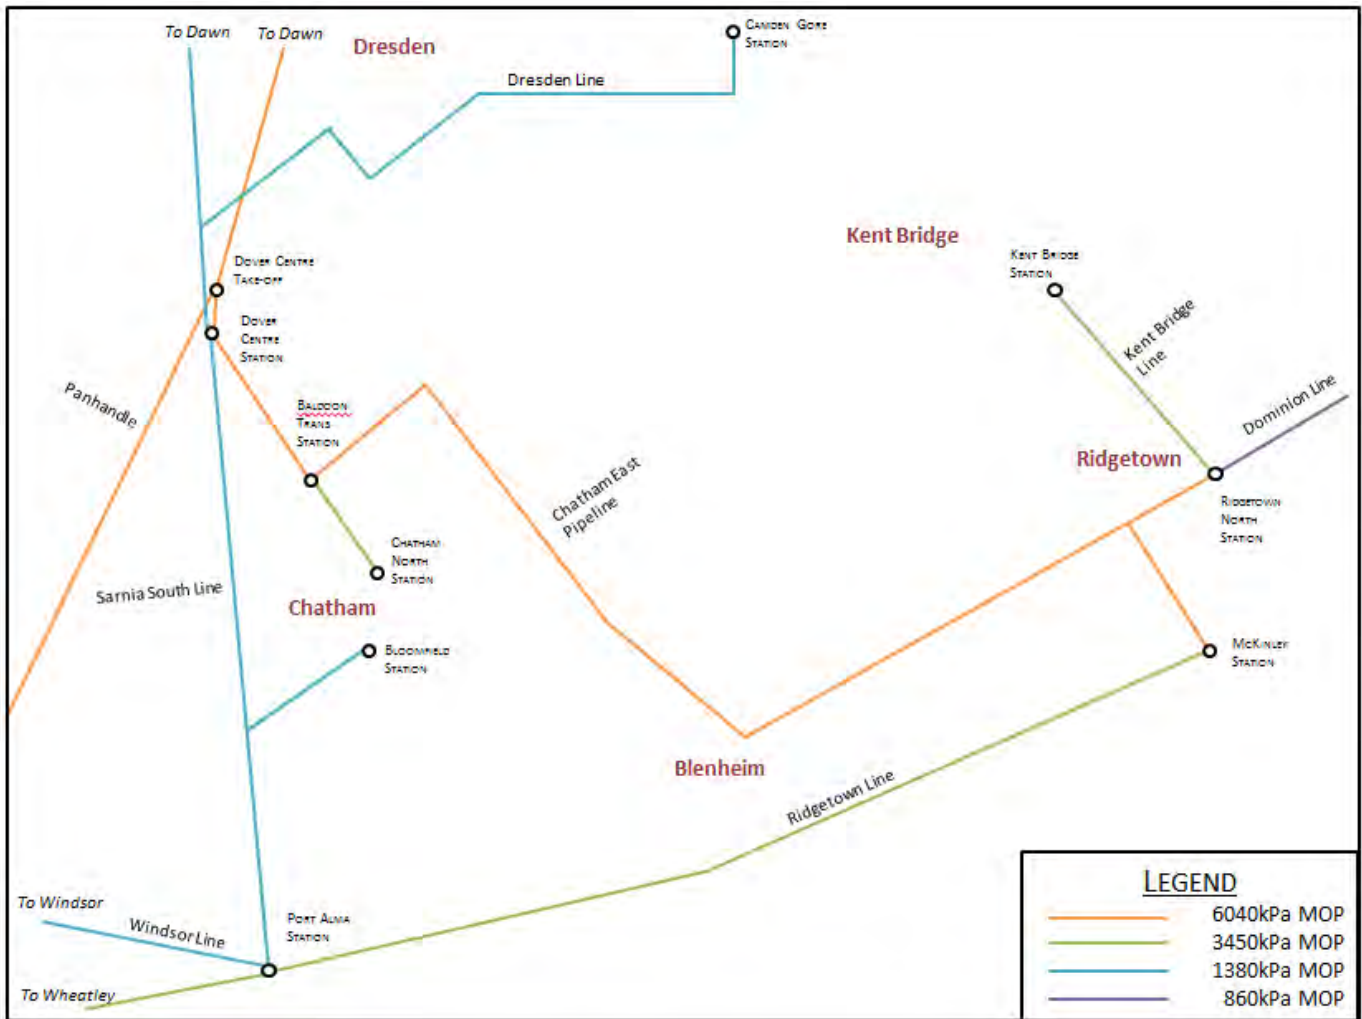 To Dawn
To Dawn
Dresden
CAMDEN GORE
STATION
Dresden Line
Kent Bridge
KENT BRIDGE
STATION
DOVER CENTRE
TAKE-OFF
DOVER
CENTRE
STATION
Kent Bridge
Line
Panhandle
Dominion Line
BALDOON
TRANS
STATION
Ridgetown
Chatham East
Pipeline
RIDGETOWN
NORTH
STATION
CHATHAM
NORTH
STATION
Sarnia South Line
Chatham
BLOOMFIELD
STATION
MCKINLEY
STATION
Blenheim
Ridgetown Line
To Windsor
Windsor Line
PORT ALMA
STATION
To Wheatley
LEGEND
6040kPa MOP
3450kPa MOP
1380kPa MOP
860kPa MOP